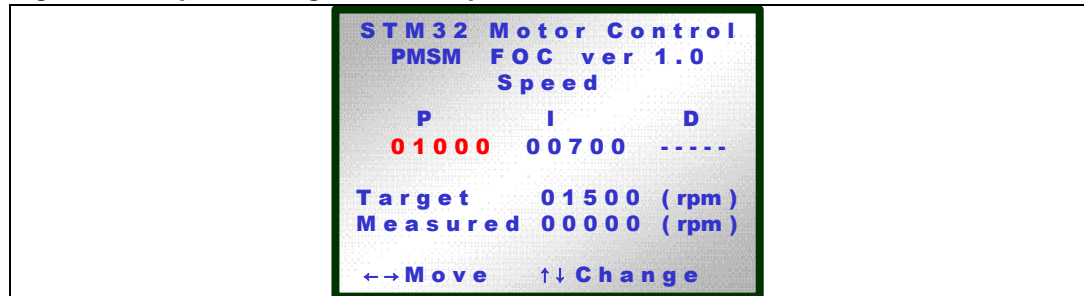 STM32 Motor Control
PMSM FOC ver 1.0
Speed
P I D
01000 00700 -----
Target 01500 (rpm)
Measured 00000 (rpm)
←→Move ↑↓Change